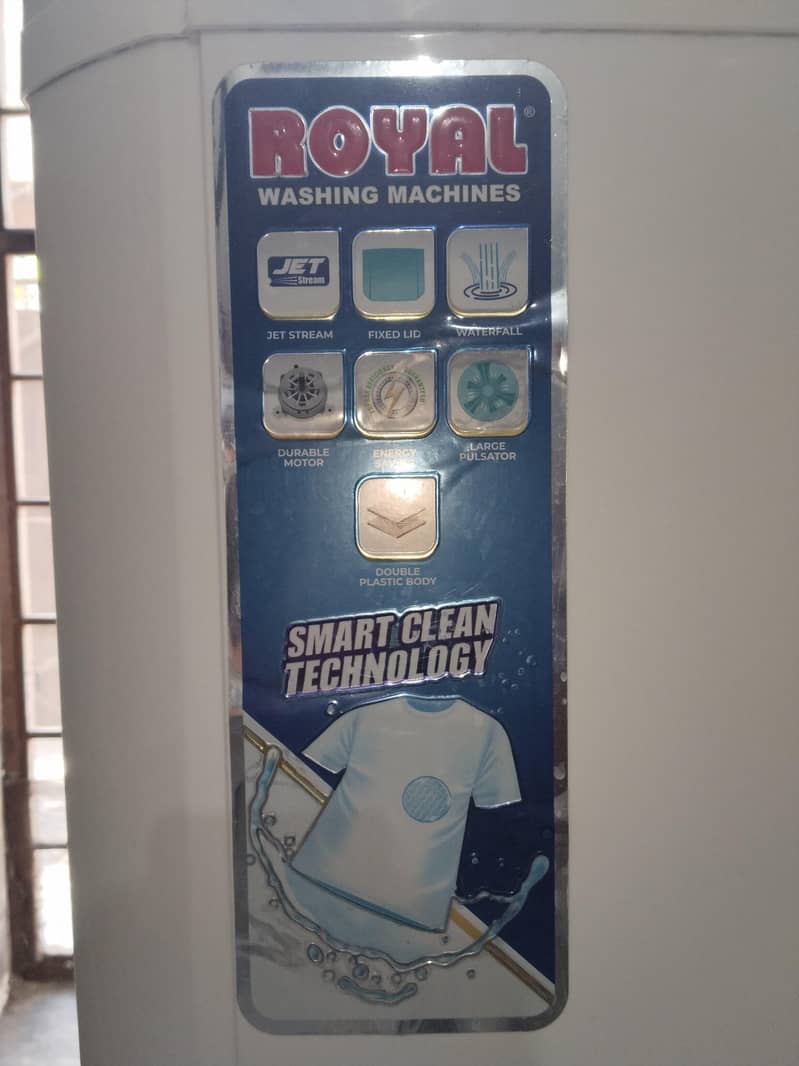 ROYAL®
WASHING MACHINES
JET
Stream
JET STREAM
FIXED LID
WATERFALL
DURABLE
MOTOR
ENERGY
LARGE
PULSATOR
DOUBLE
PLASTIC BODY
SMART CLEAN
TECHNOLOGY